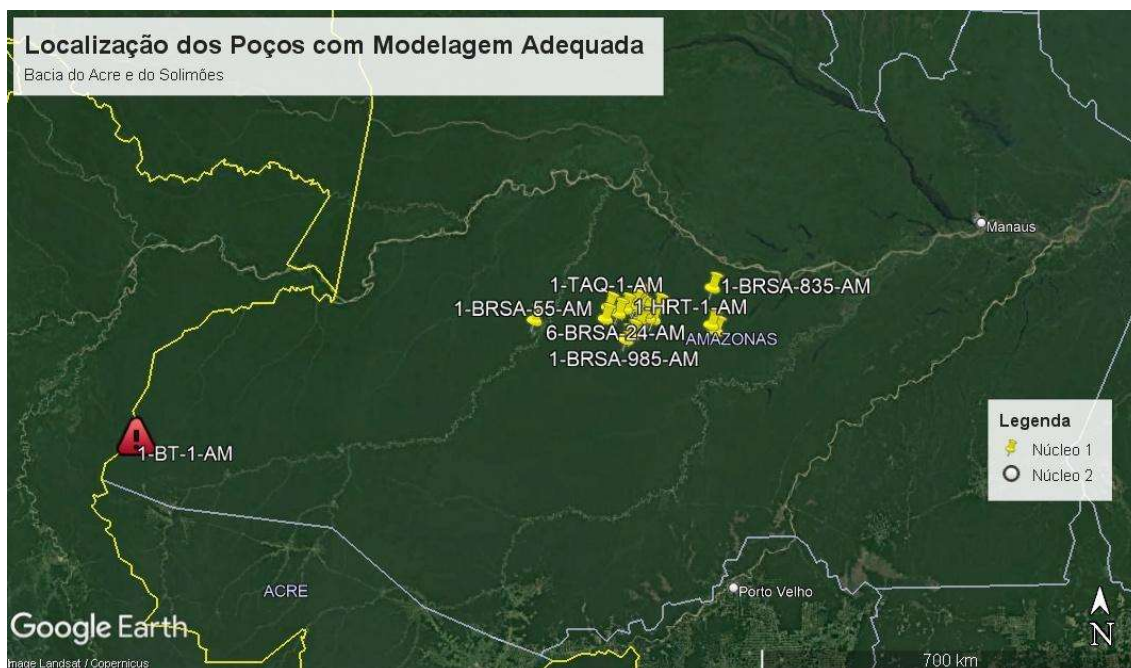 Localização dos Poços com Modelagem Adequada
Bacia do Acre e do Solimões
Manaus
1-TAQ-1-AM
1-BRSA-835-AM
1-BRSA-55-AM
1-HRT-1-AM
6-BRSA-24-AM
AMAZONAS
1-BRSA-985-AM
Legenda
Núcleo 1
Núcleo 2
1-BT-1-AM
ACRE
Porto Velho
Google Earth
N
Image Landsat / Copernicus
700 km